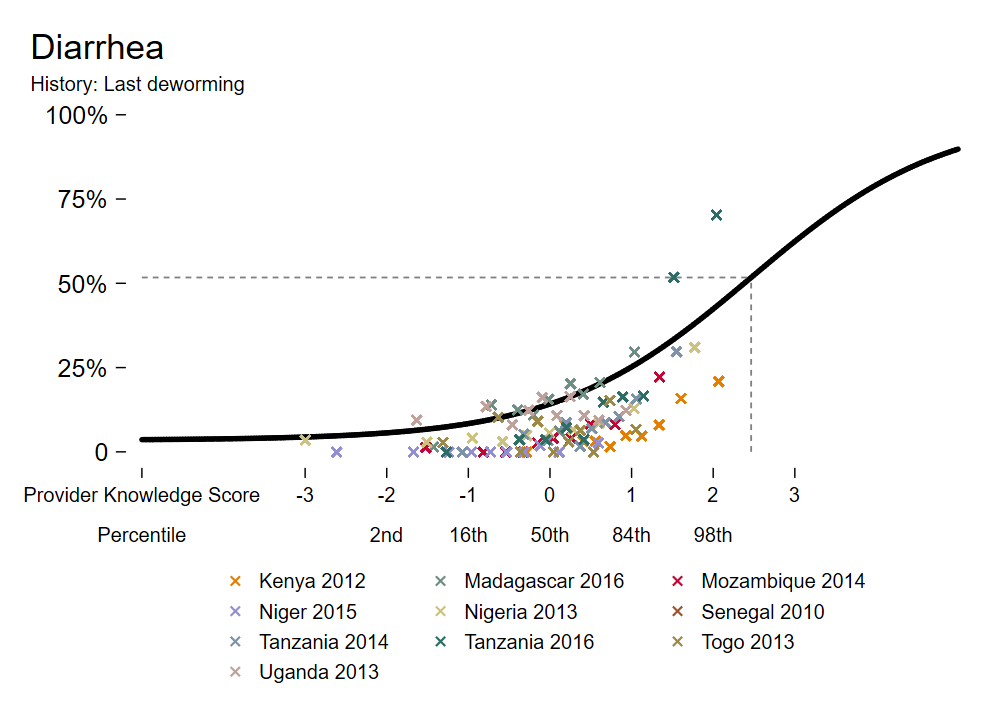 Diarrhea
History: Last deworming
100%
75%
50%
25%
0
Provider Knowledge Score -3 -2 -1 0 1 2 3
Percentile 2nd 16th 50th 84th 98th
Kenya 2012 Madagascar 2016 Mozambique 2014
Niger 2015 Nigeria 2013 Senegal 2010
Tanzania 2014 Tanzania 2016 Togo 2013
Uganda 2013